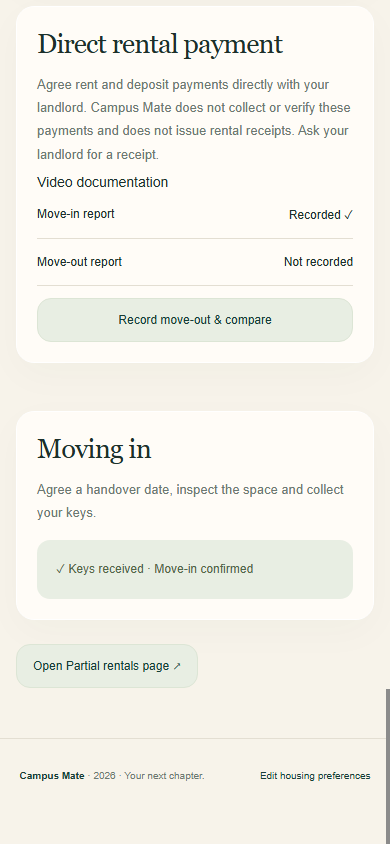 Direct rental payment
Agree rent and deposit payments directly with your
landlord. Campus Mate does not collect or verify these
payments and does not issue rental receipts. Ask your
landlord for a receipt.
Video documentation
Move-in report Recorded ✓
Move-out report Not recorded
Record move-out & compare
Moving in
Agree a handover date, inspect the space and collect
your keys.
✓ Keys received · Move-in confirmed
Open Partial rentals page ↗
Campus Mate · 2026 · Your next chapter. Edit housing preferences